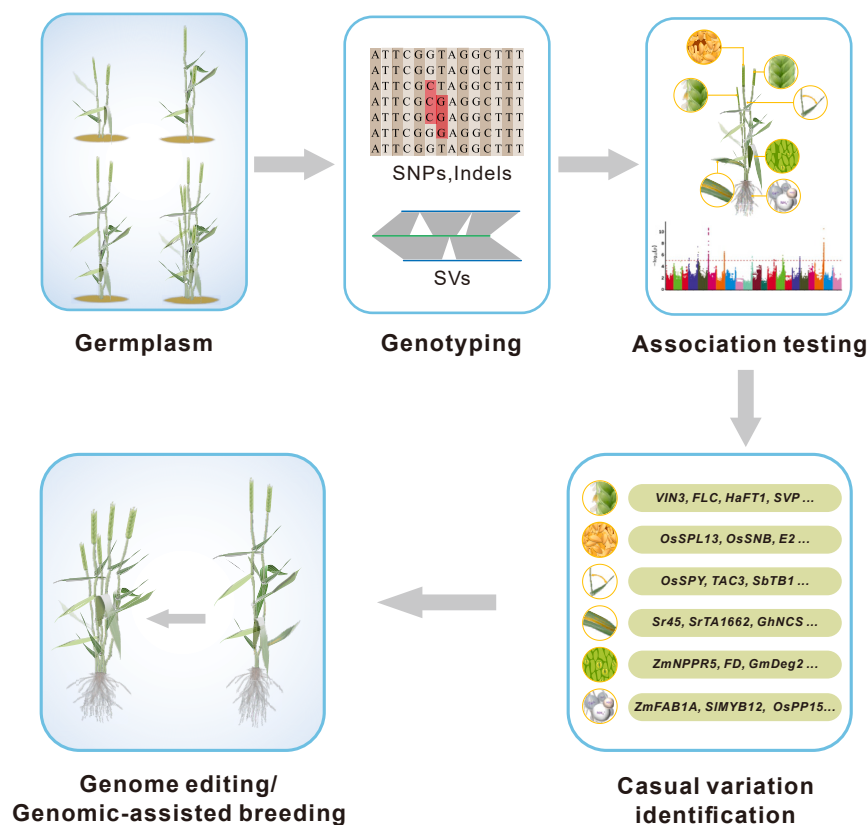 ATTCGGTAGGCTTT
ATTCGGTAGGCTTT
ATTCGCTAGGCTTT
ATTCGCGAGGCTTT
ATTCGCGAGGCTTT
ATTCGGGAGGCTTT
ATTCGGTAGGCTTT
SNPs,Indels
SVs
Germplasm
Genotyping
Association testing
VIN3, FLC, HaFT1, SVP ...
OsSPL13, OsSNB, E2 ...
OsSPY, TAC3, SbTB1 ...
Sr45, SrTA1662, GhNCS ...
ZmNPPR5, FD, GmDeg2 ...
ZmFAB1A, SlMYB12, OsPP15...
Genome editing/
Genomic-assisted breeding
Casual variation
identification